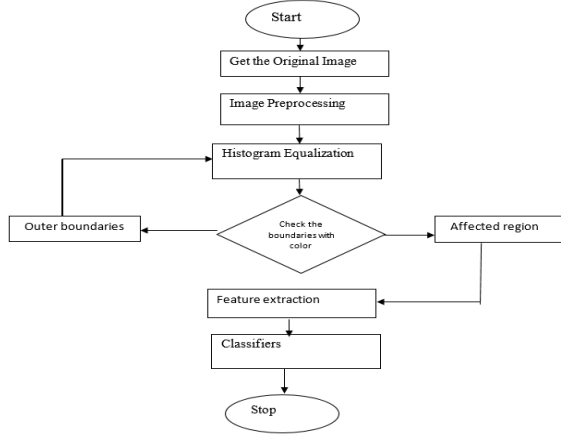 Start
Get the Original Image
Image Preprocessing
Histogram Equalization
Check the
boundaries with
color
Outer boundaries
Affected region
Feature extraction
Classifiers
Stop